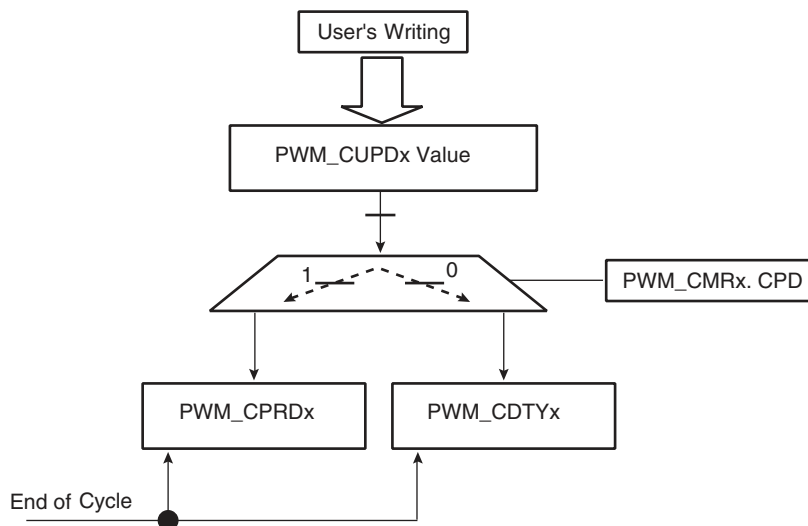 User's Writing
PWM_CUPDx Value
1
0
PWM_CMRx. CPD
PWM_CPRDx
PWM_CDTYx
End of Cycle